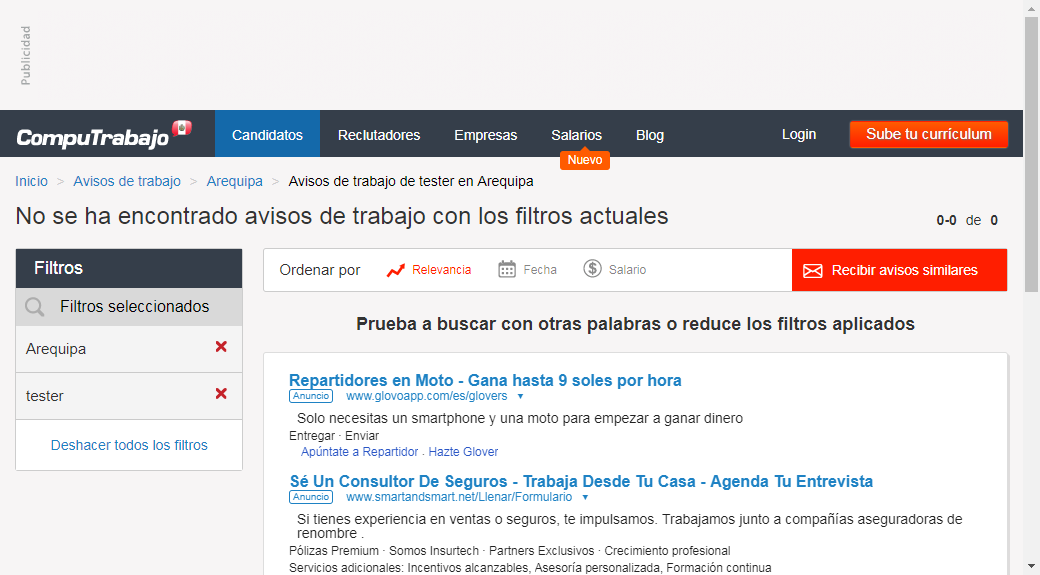 Publicidad
CompuTrabajo
Candidatos
Reclutadores
Empresas
Salarios
Nuevo
Blog
Login
Sube tu currículum
Inicio > Avisos de trabajo > Arequipa > Avisos de trabajo de tester en Arequipa
No se ha encontrado avisos de trabajo con los filtros actuales
0-0 de 0
Filtros
Filtros seleccionados
Arequipa
tester
Deshacer todos los filtros
Ordenar por
Relevancia
Fecha
Salario
Recibir avisos similares
Prueba a buscar con otras palabras o reduce los filtros aplicados
Repartidores en Moto - Gana hasta 9 soles por hora
Anuncio www.glovoapp.com/es/glovers
Solo necesitas un smartphone y una moto para empezar a ganar dinero
Entregar · Enviar
Apúntate a Repartidor . Hazte Glover
Sé Un Consultor De Seguros - Trabaja Desde Tu Casa - Agenda Tu Entrevista
Anuncio www.smartandsmart.net/Llenar/Formulario
Si tienes experiencia en ventas o seguros, te impulsamos. Trabajamos junto a compañías aseguradoras de
renombre .
Pólizas Premium · Somos Insurtech · Partners Exclusivos · Crecimiento profesional
Servicios adicionales: Incentivos alcanzables, Asesoría personalizada, Formación continua